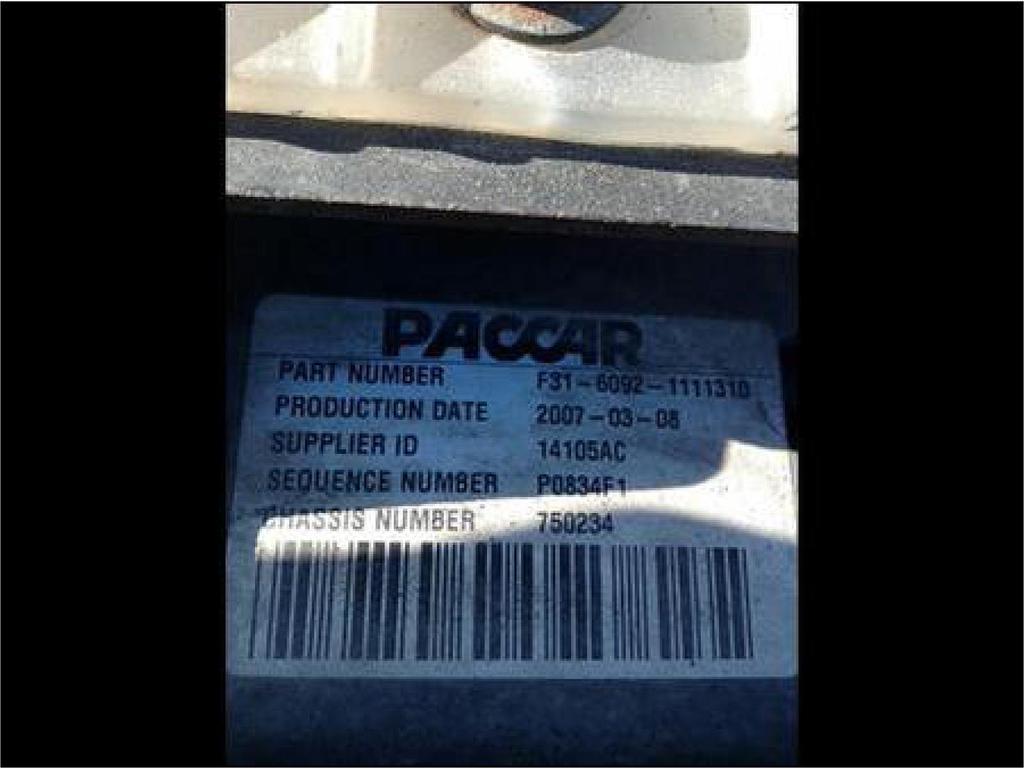 PACCAR
PART NUMBER F31-6092-1111310
PRODUCTION DATE 2007-03-08
SUPPLIER ID 14105AC
SEQUENCE NUMBER P0834F1
CHASSIS NUMBER 750234